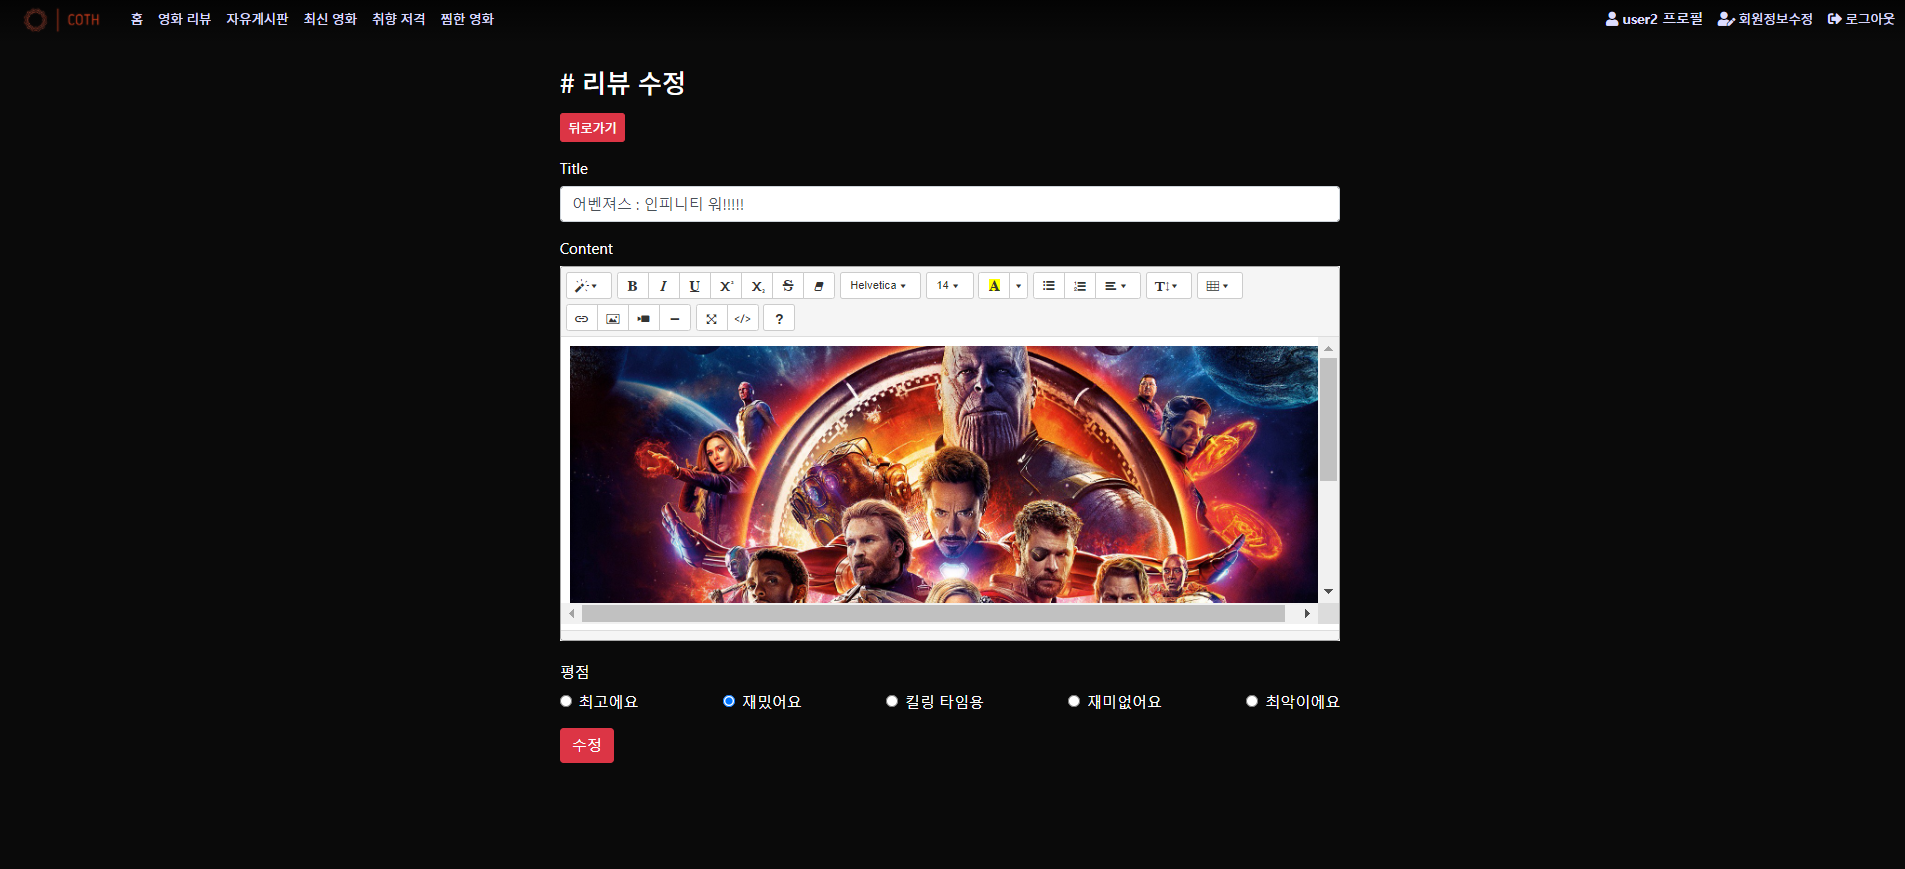 COTH 홈 영화 리뷰 자유게시판 최신 영화 취향 저격 찜한 영화 user2 프로필 회원정보수정 로그아웃
# 리뷰 수정
뒤로가기
Title
어벤져스 : 인피니티 워!!!!!
Content
B I U X² X₂ S Helvetica 14 A T
</> ?
평점
최고에요 재밌어요 킬링 타임용 재미없어요 최악이에요
수정